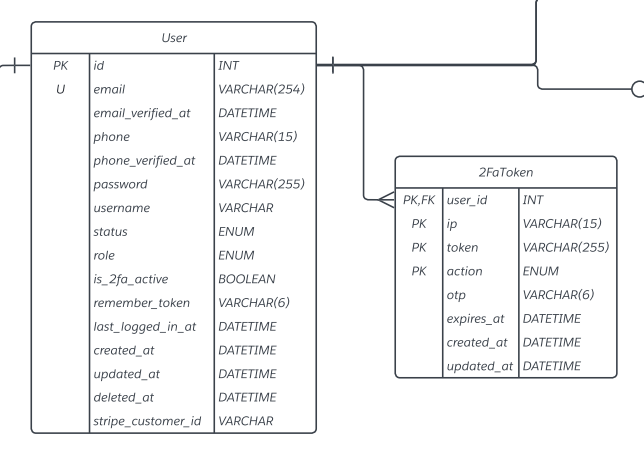 User
PK id INT
U email VARCHAR(254)
email_verified_at DATETIME
phone VARCHAR(15)
phone_verified_at DATETIME
password VARCHAR(255)
username VARCHAR
status ENUM
role ENUM
is_2fa_active BOOLEAN
remember_token VARCHAR(6)
last_logged_in_at DATETIME
created_at DATETIME
updated_at DATETIME
deleted_at DATETIME
stripe_customer_id VARCHAR
2FaToken
PK,FK user_id INT
PK ip VARCHAR(15)
PK token VARCHAR(255)
PK action ENUM
otp VARCHAR(6)
expires_at DATETIME
created_at DATETIME
updated_at DATETIME